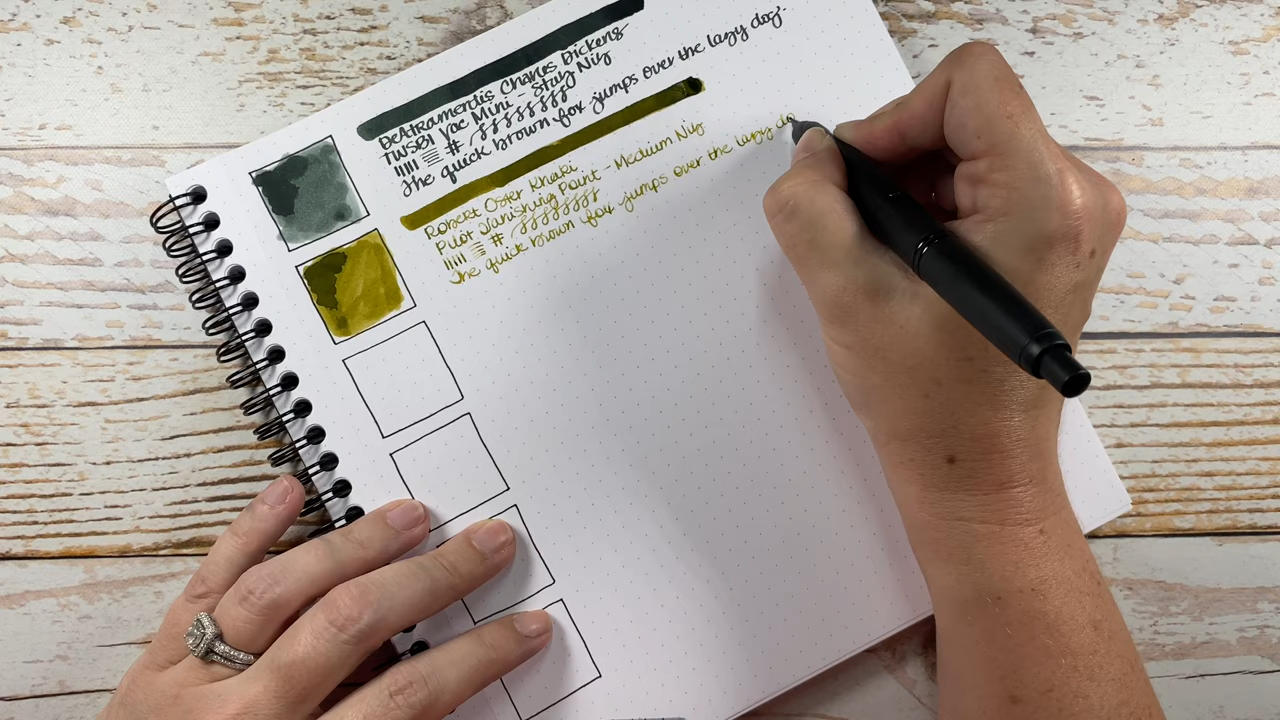 DeAtramentis Charles Dickens
TWSBI Vac Mini - Stub Nib
#
the quick brown fox jumps over the lazy dog.
Robert Oster Khaki
Pilot Vanishing Point - Medium Nib
#
the quick brown fox jumps over the lazy do